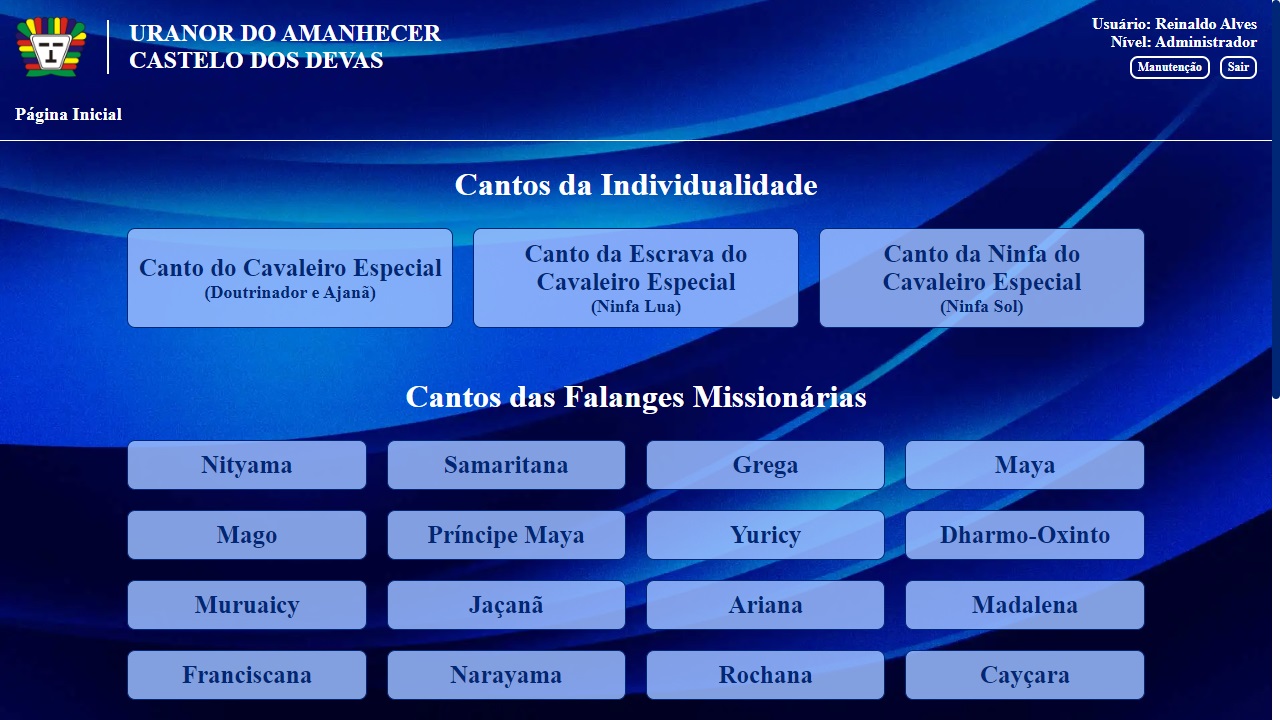 URANOR DO AMANHECER
CASTELO DOS DEVAS
Usuário: Reinaldo Alves
Nível: Administrador
Manutenção
Sair
Página Inicial
Cantos da Individualidade
Canto do Cavaleiro Especial
(Doutrinador e Ajanã)
Canto da Escrava do
Cavaleiro Especial
(Ninfa Lua)
Canto da Ninfa do
Cavaleiro Especial
(Ninfa Sol)
Cantos das Falanges Missionárias
Nityama
Samaritana
Grega
Maya
Mago
Príncipe Maya
Yuricy
Dharmo-Oxinto
Muruaicy
Jaçanã
Ariana
Madalena
Franciscana
Narayama
Rochana
Cayçara